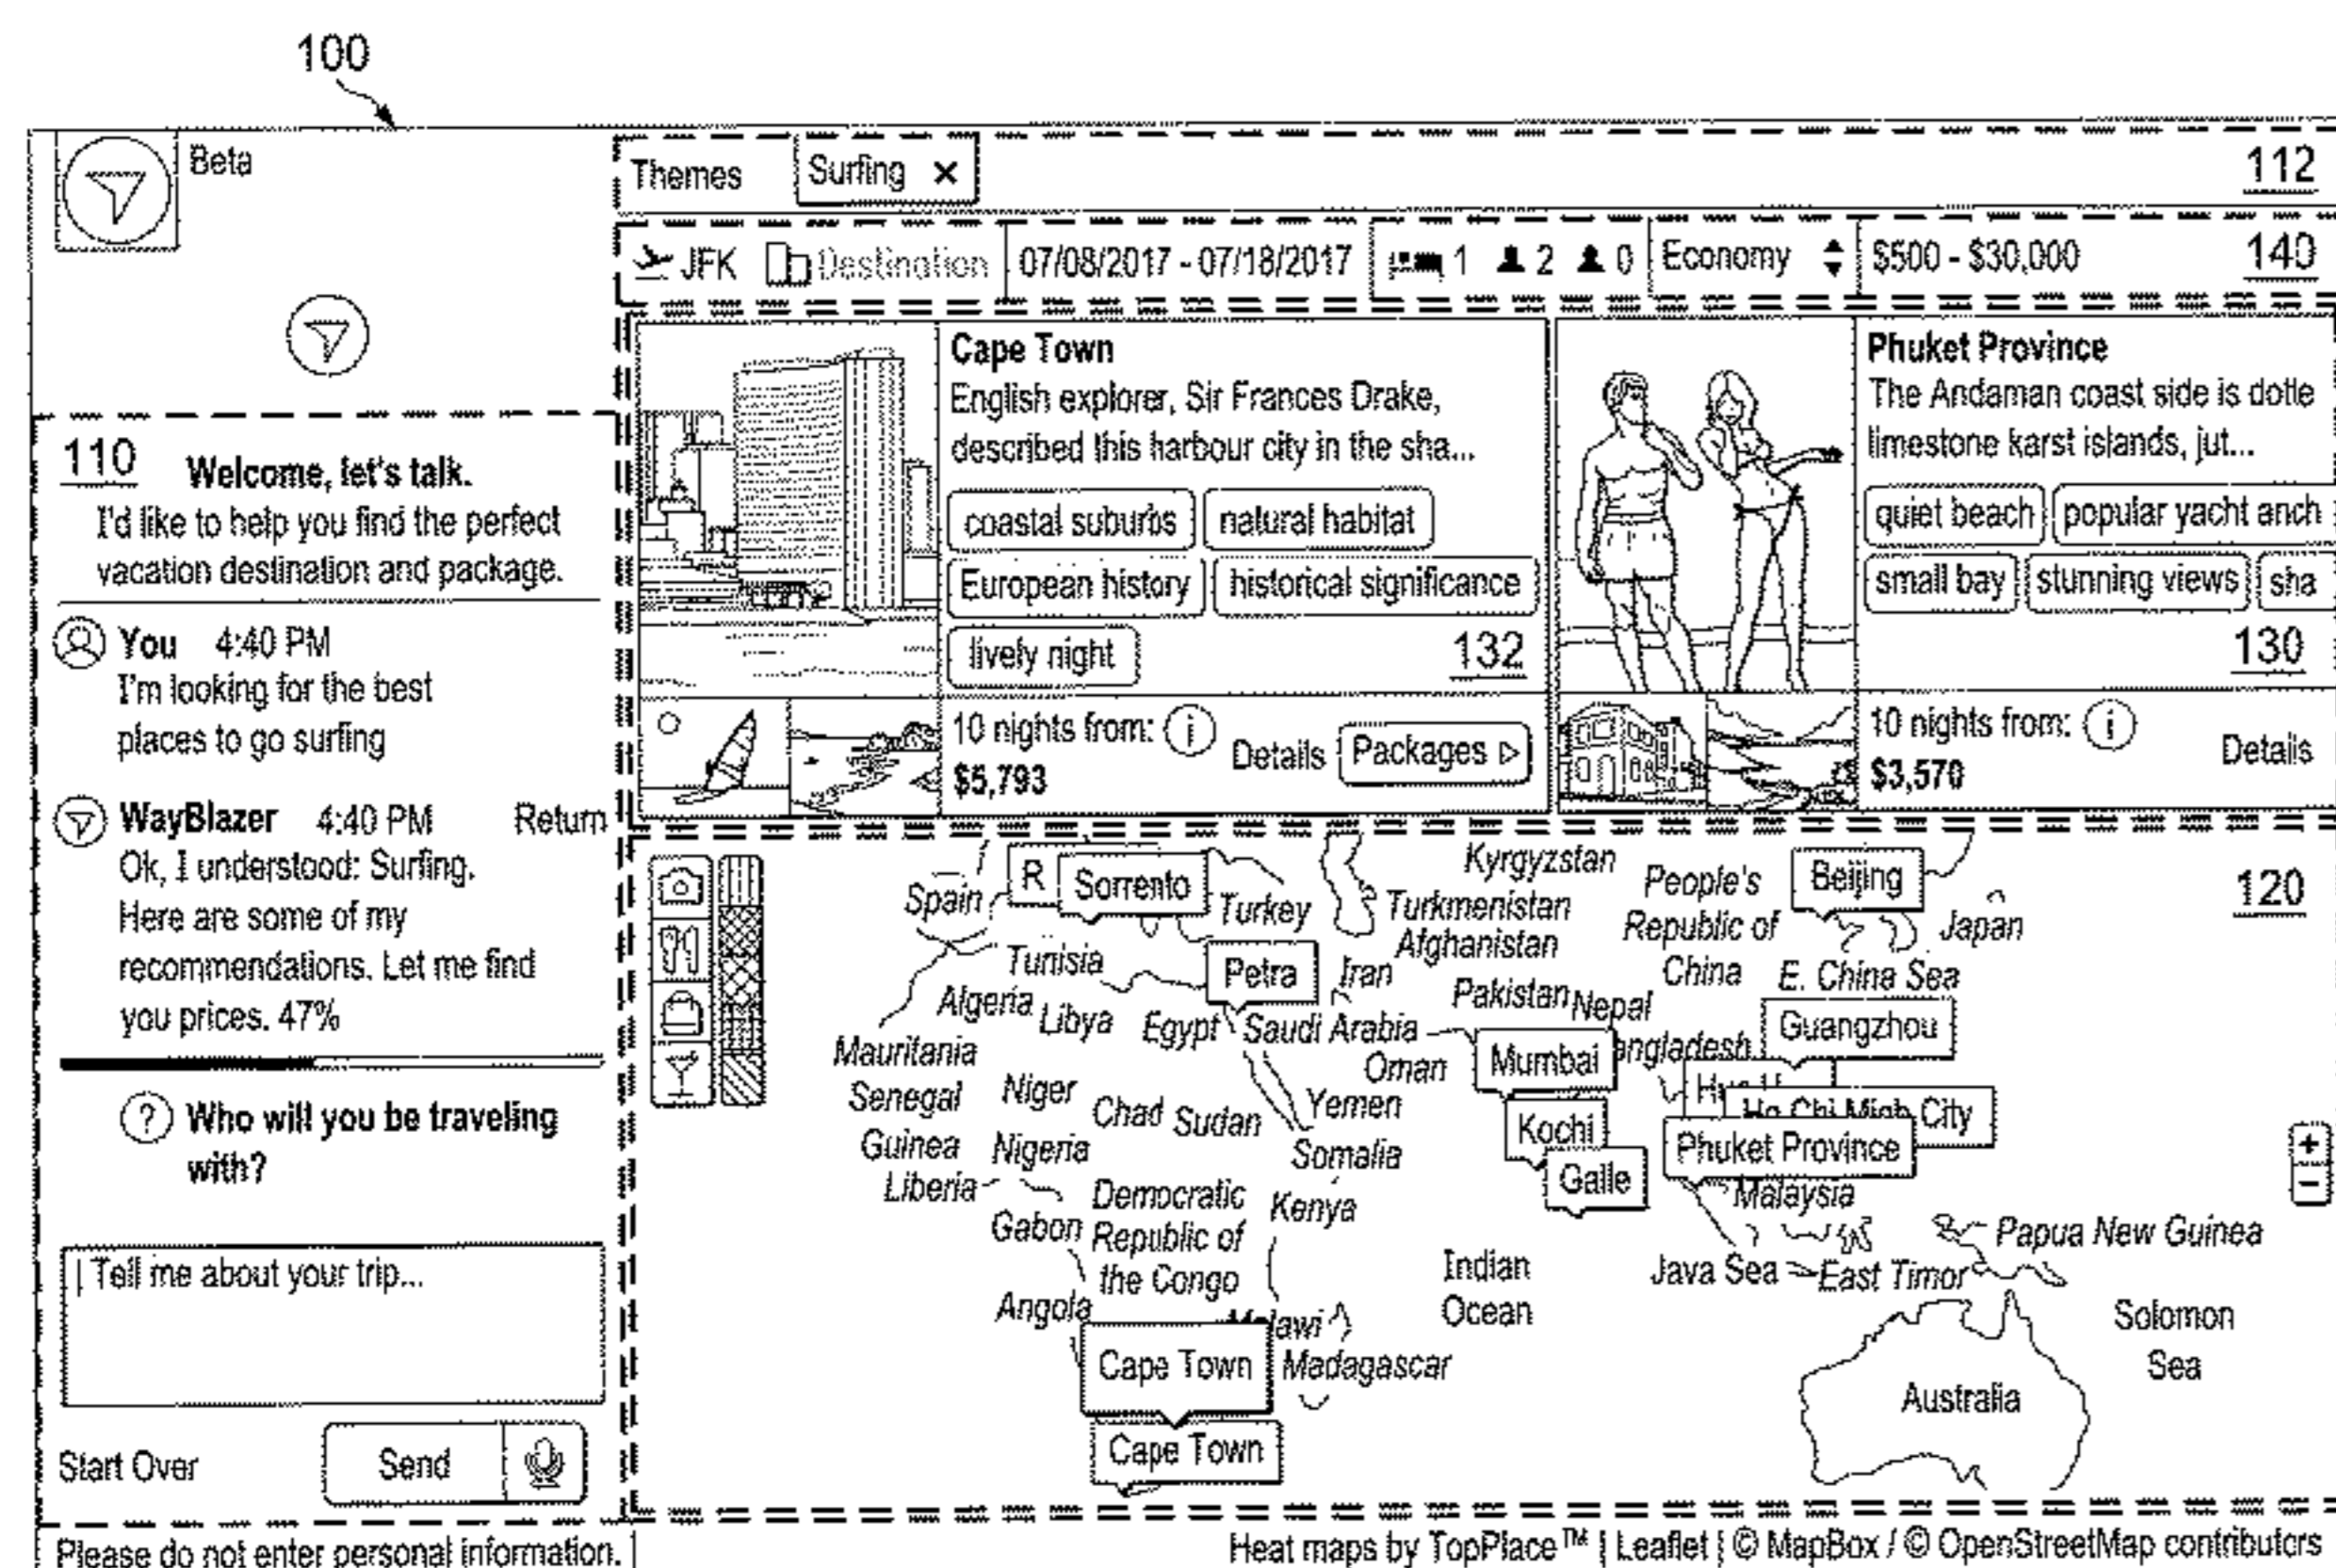 100
Beta
Themes Surfing × 112
JFK Destination 07/08/2017 - 07/18/2017 1 2 0 Economy $500 - $30,000 140
110
Welcome, let's talk.
I'd like to help you find the perfect
vacation destination and package.
You 4:40 PM
I'm looking for the best
places to go surfing
WayBlazer 4:40 PM Return
Ok, I understood: Surfing.
Here are some of my
recommendations. Let me find
you prices. 47%
? Who will you be traveling
with?
Tell me about your trip...
Start Over Send
Please do not enter personal information.
Cape Town
English explorer, Sir Frances Drake,
described this harbour city in the sha...
coastal suburbs natural habitat
European history historical significance
lively night 132
10 nights from: i
$5,793 Details Packages
Phuket Province
The Andaman coast side is dotte
limestone karst islands, jut...
quiet beach popular yacht anch
small bay stunning views sha
130
10 nights from: i
$3,570 Details
120
Kyrgyzstan
Spain R Sorrento Turkey Turkmenistan People's Beijing
Afghanistan Republic of Japan
Tunisia Petra Iran China E. China Sea
Algeria Libya Egypt Saudi Arabia Pakistan Nepal Guangzhou
Mauritania Oman Mumbai angladesh
Senegal Niger Chad Sudan Yemen Kochi Ho Chi Minh City
Guinea Nigeria Somalia Galle Phuket Province
Liberia Democratic Kenya Malaysia
Gabon Republic of Papua New Guinea
the Congo Indian Java Sea East Timor
Angola Ocean Solomon
lawi Sea
Cape Town Madagascar Australia
Cape Town
+
−
Heat maps by TopPlace™ | Leaflet | © MapBox / © OpenStreetMap contributors